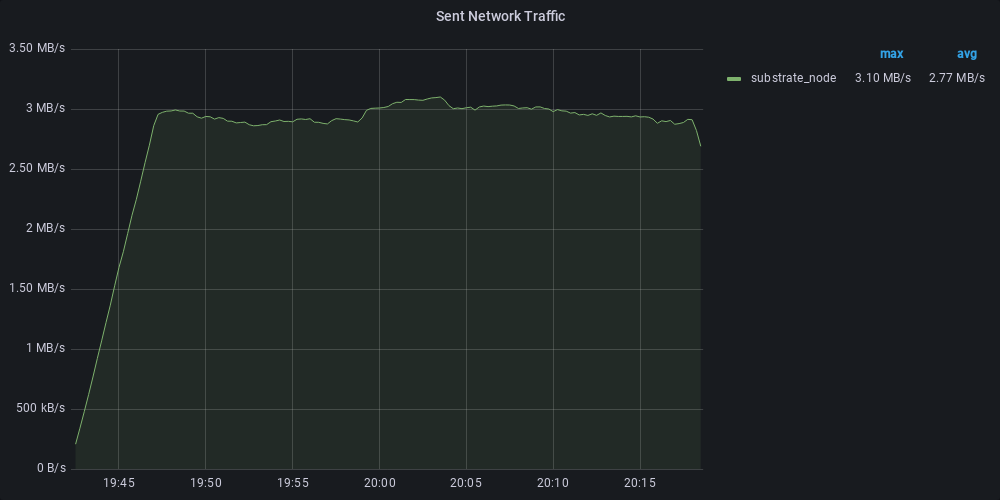 Sent Network Traffic
3.50 MB/s
3 MB/s
2.50 MB/s
2 MB/s
1.50 MB/s
1 MB/s
500 kB/s
0 B/s
19:45 19:50 19:55 20:00 20:05 20:10 20:15
max avg
substrate_node 3.10 MB/s 2.77 MB/s